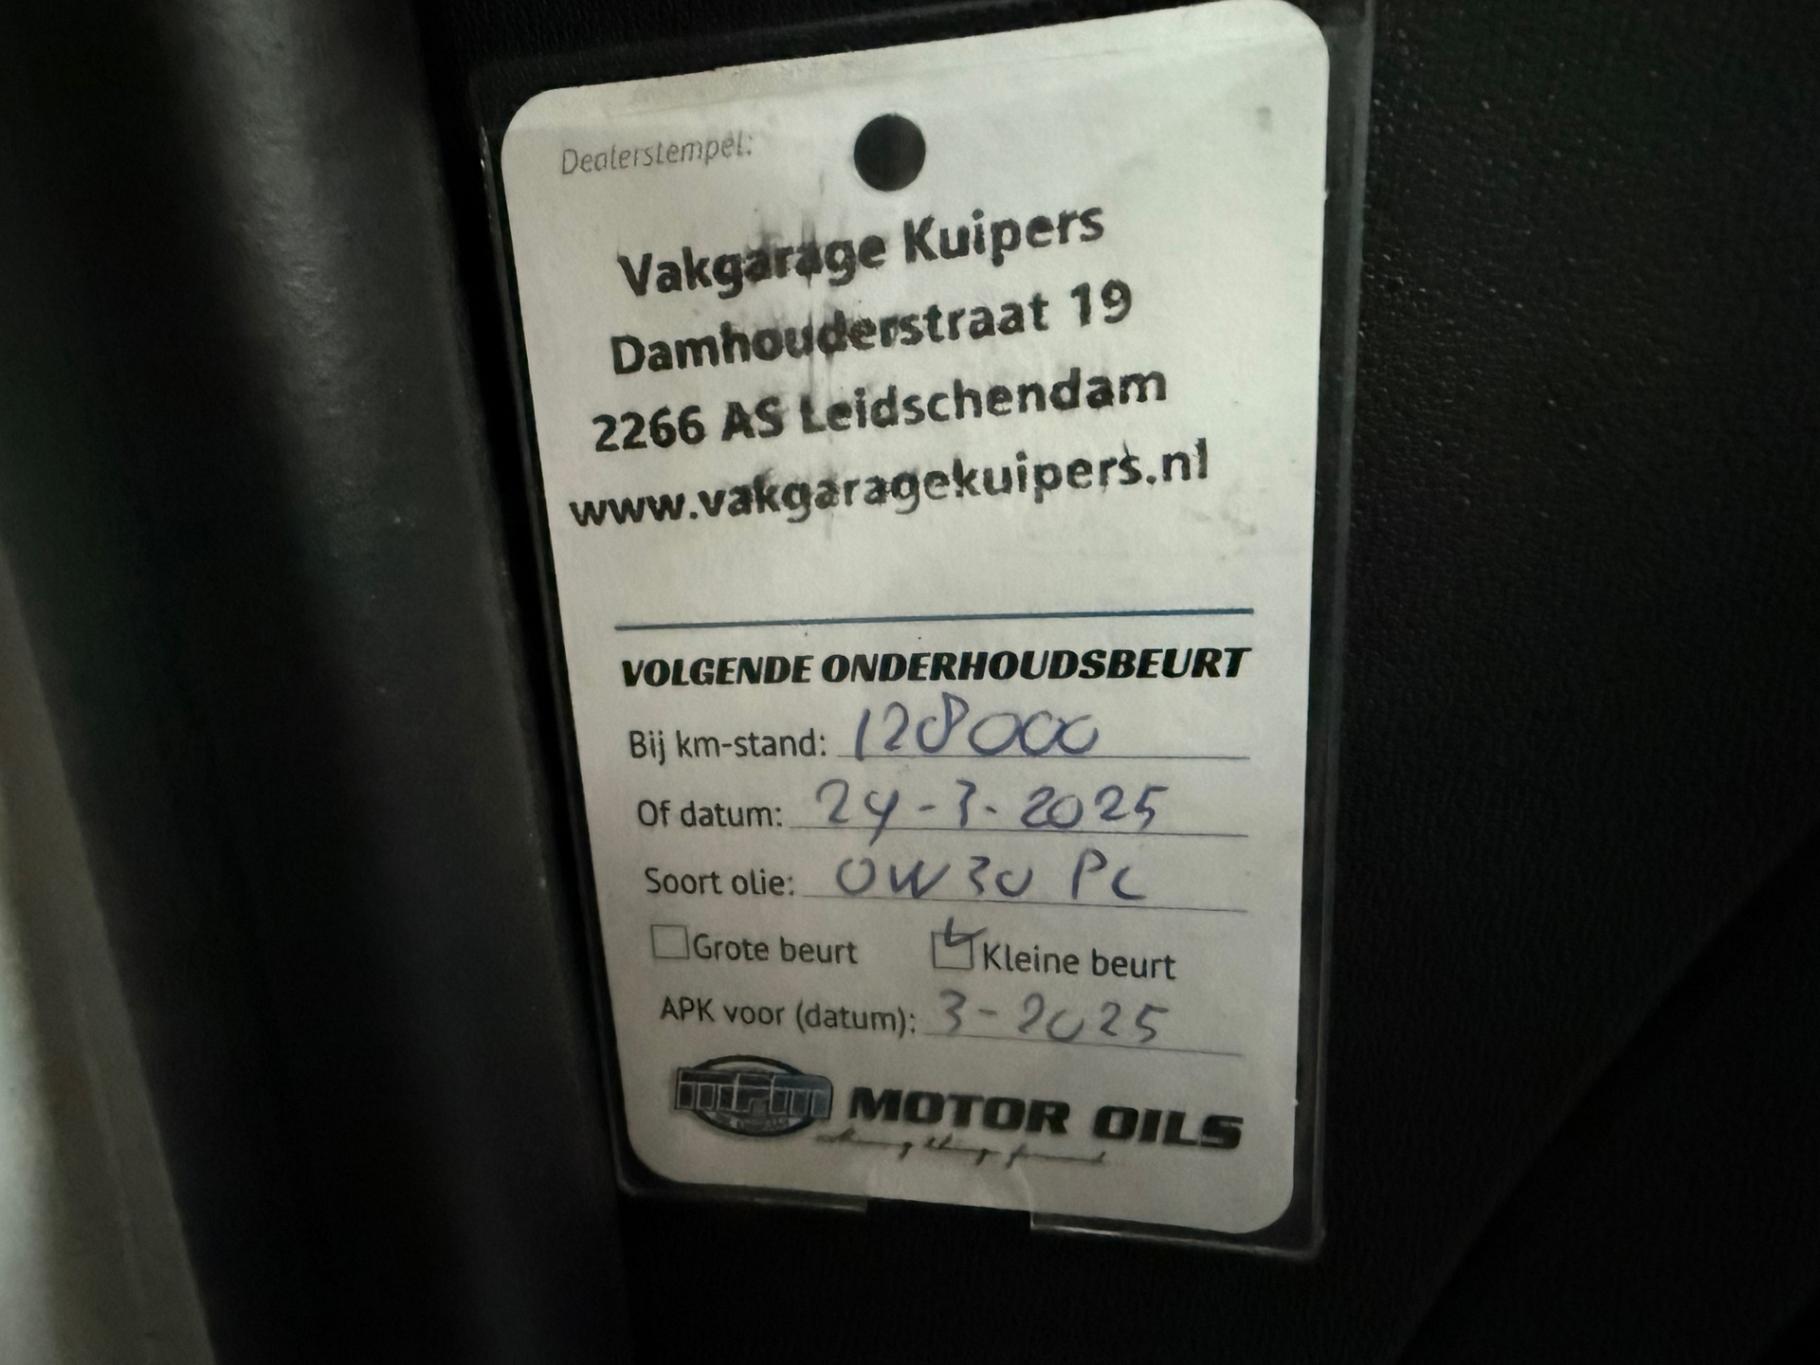 Dealerstempel:
Vakgarage Kuipers
Damhouderstraat 19
2266 AS Leidschendam
www.vakgaragekuipers.nl
VOLGENDE ONDERHOUDSBEURT
Bij km-stand: 128000
Of datum: 24-3-2025
Soort olie: 0W30 PC
Grote beurt Kleine beurt
APK voor (datum): 3-2025
MOTOR OILS